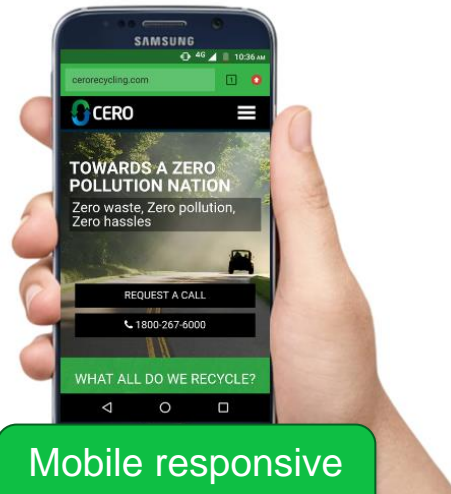 SAMSUNG
4G 10:36 AM
cerorecycling.com 1
CERO
TOWARDS A ZERO
POLLUTION NATION
Zero waste, Zero pollution,
Zero hassles
REQUEST A CALL
1800-267-6000
WHAT ALL DO WE RECYCLE?
Mobile responsive